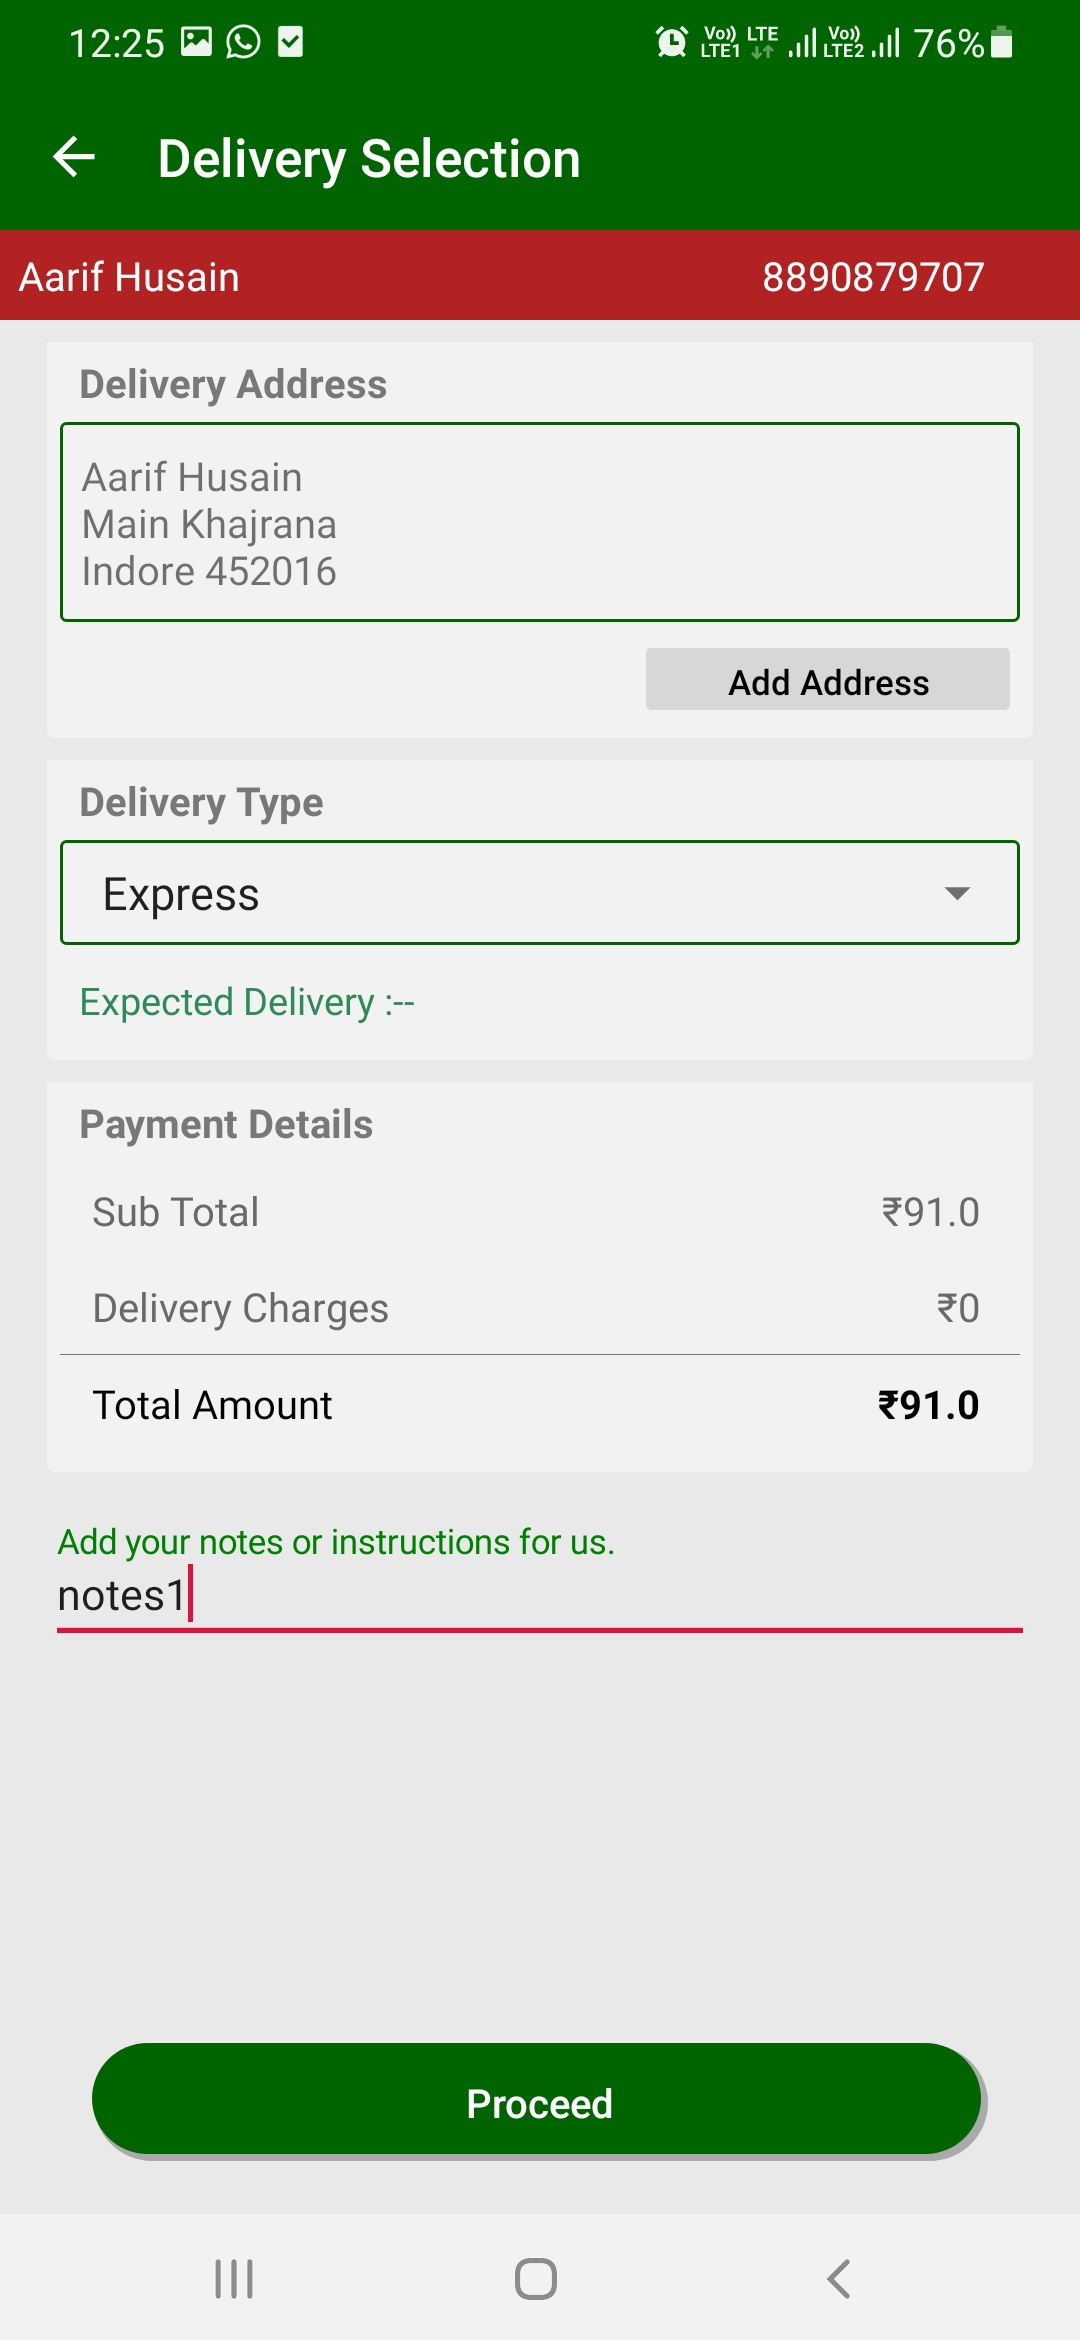 12:25 Vo)) LTE1 LTE Vo)) LTE2 76%
Delivery Selection
Aarif Husain 8890879707
Delivery Address
Aarif Husain
Main Khajrana
Indore 452016
Add Address
Delivery Type
Express
Expected Delivery :--
Payment Details
Sub Total ₹91.0
Delivery Charges ₹0
Total Amount ₹91.0
Add your notes or instructions for us.
notes1
Proceed